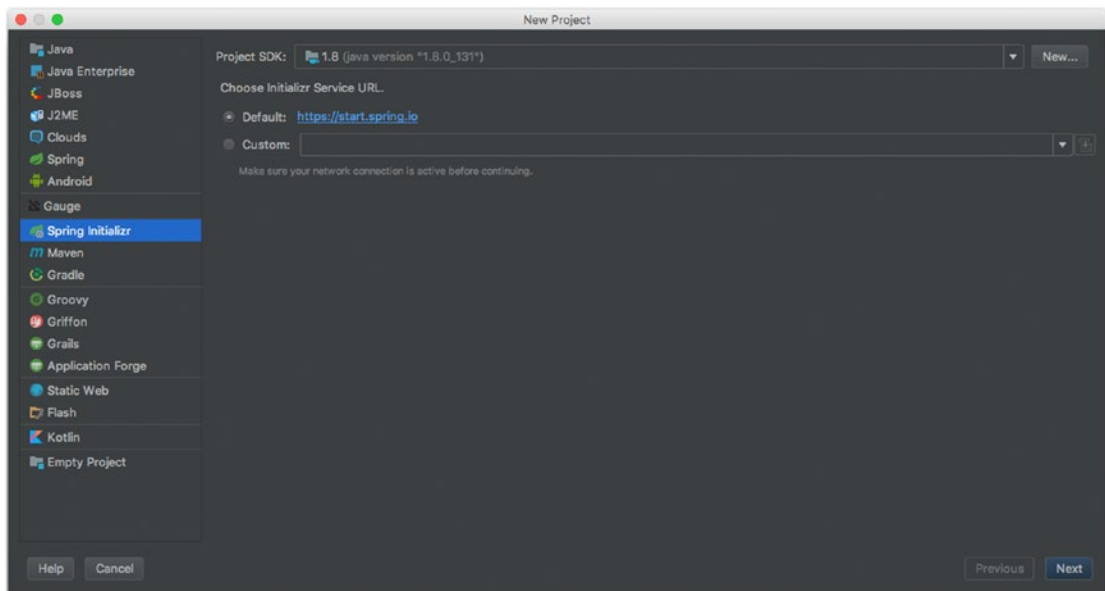 New Project
Java
Java Enterprise
JBoss
J2ME
Clouds
Spring
Android
Gauge
Spring Initializr
Maven
Gradle
Groovy
Griffon
Grails
Application Forge
Static Web
Flash
Kotlin
Empty Project
Project SDK: 1.8 (java version "1.8.0_131") New...
Choose Initializr Service URL.
Default: https://start.spring.io
Custom:
Make sure your network connection is active before continuing.
Help Cancel Previous Next